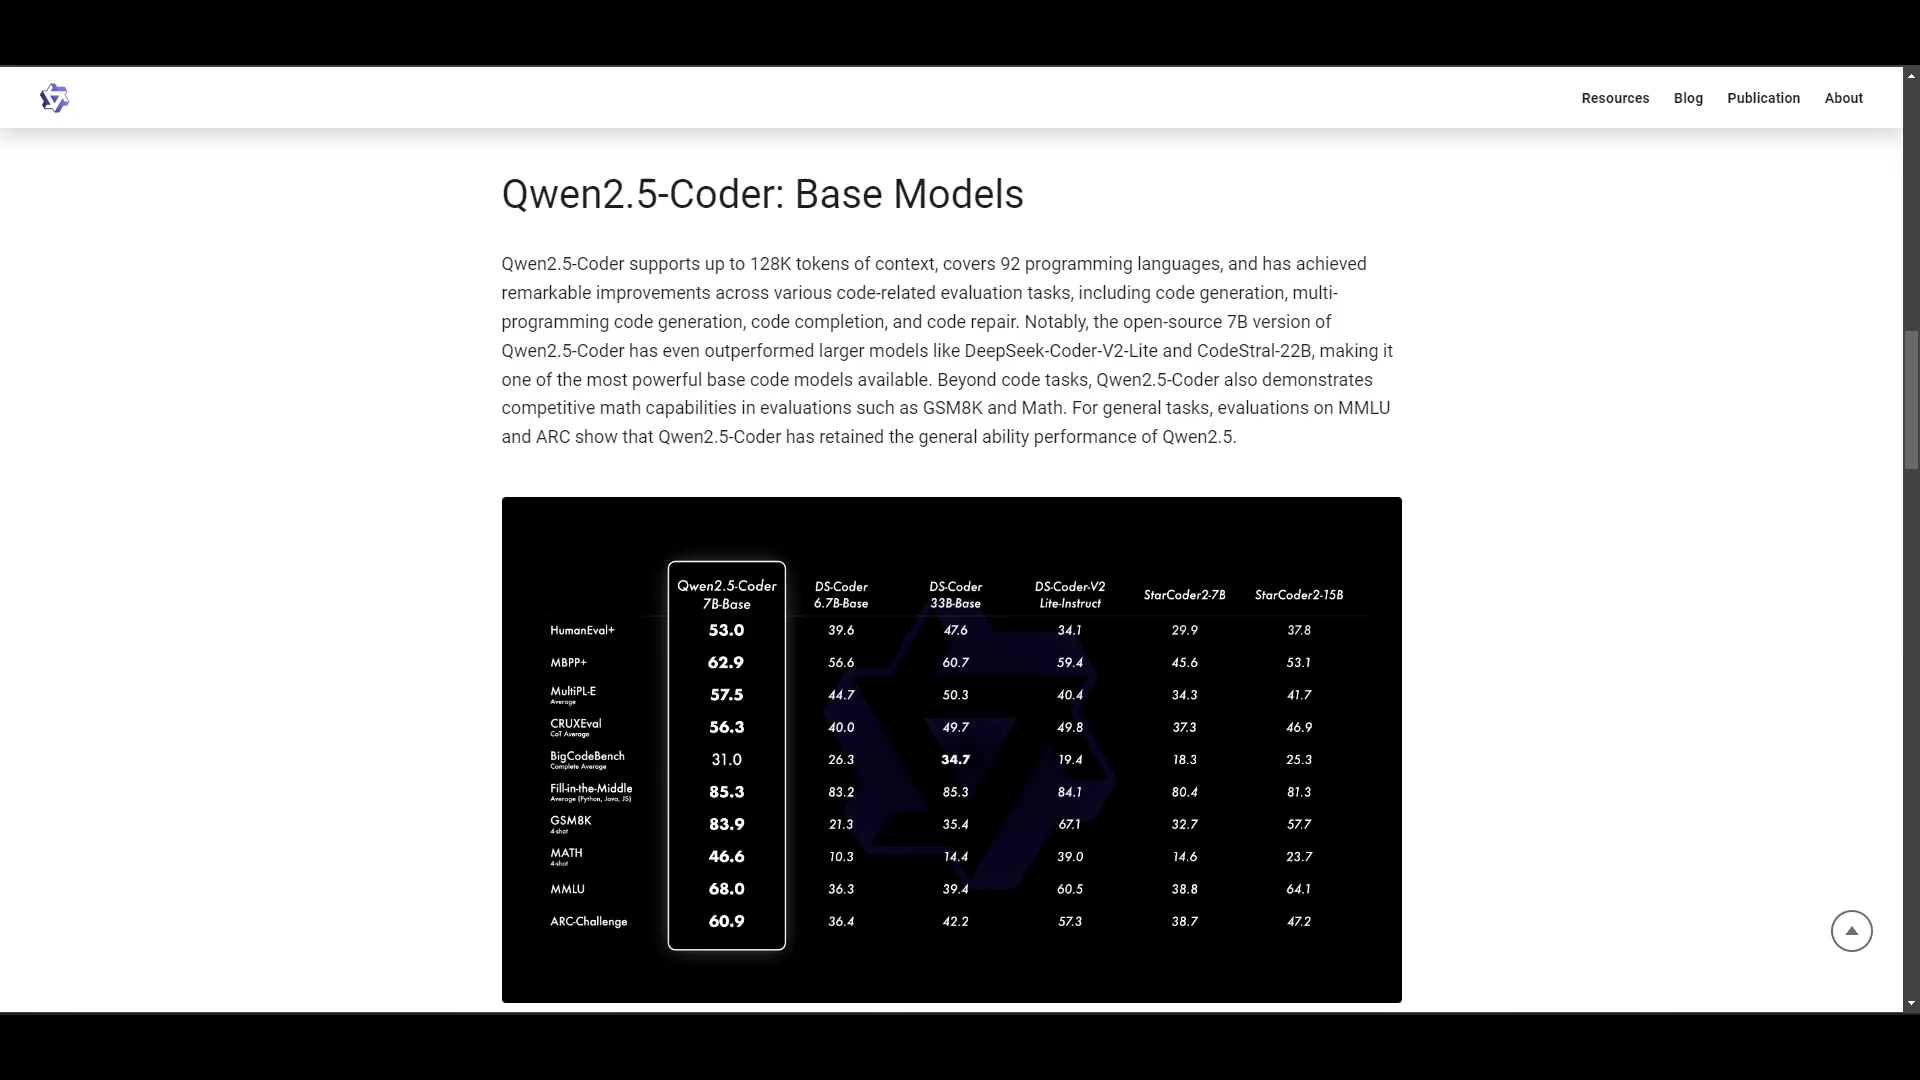 Resources Blog Publication About
Qwen2.5-Coder: Base Models
Qwen2.5-Coder supports up to 128K tokens of context, covers 92 programming languages, and has achieved
remarkable improvements across various code-related evaluation tasks, including code generation, multi-
programming code generation, code completion, and code repair. Notably, the open-source 7B version of
Qwen2.5-Coder has even outperformed larger models like DeepSeek-Coder-V2-Lite and CodeStral-22B, making it
one of the most powerful base code models available. Beyond code tasks, Qwen2.5-Coder also demonstrates
competitive math capabilities in evaluations such as GSM8K and Math. For general tasks, evaluations on MMLU
and ARC show that Qwen2.5-Coder has retained the general ability performance of Qwen2.5.
Qwen2.5-Coder DS-Coder DS-Coder DS-Coder-V2 StarCoder2-7B StarCoder2-15B
7B-Base 6.7B-Base 33B-Base Lite-Instruct
HumanEval+ 53.0 39.6 47.6 34.1 29.9 37.8
MBPP+ 62.9 56.6 60.7 59.4 45.6 53.1
MultiPL-E 57.5 44.7 50.3 40.4 34.3 41.7
Average
CRUXEval 56.3 40.0 49.7 49.8 37.3 46.9
CoT Average
BigCodeBench 31.0 26.3 34.7 19.4 18.3 25.3
Complete Average
Fill-in-the-Middle 85.3 83.2 85.3 84.1 80.4 81.3
Average (Python, Java, JS)
GSM8K 83.9 21.3 35.4 67.1 32.7 57.7
4-shot
MATH 46.6 10.3 14.4 39.0 14.6 23.7
4-shot
MMLU 68.0 36.3 39.4 60.5 38.8 64.1
ARC-Challenge 60.9 36.4 42.2 57.3 38.7 47.2